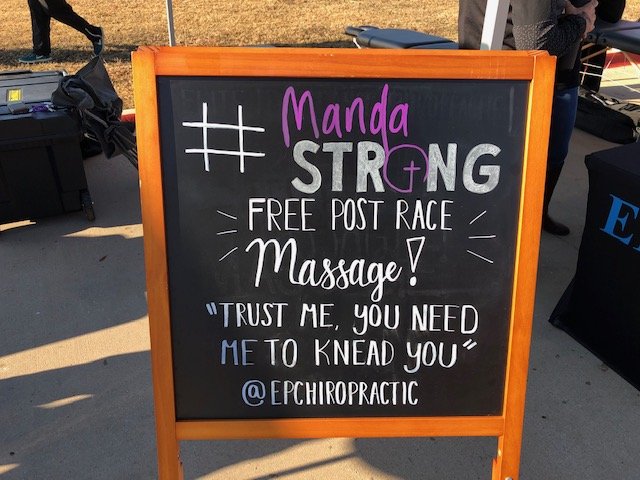 # Manda
STRONG
FREE POST RACE
Massage!
"TRUST ME, YOU NEED
ME TO KNEAD YOU"
@EPCHIROPRACTIC
E